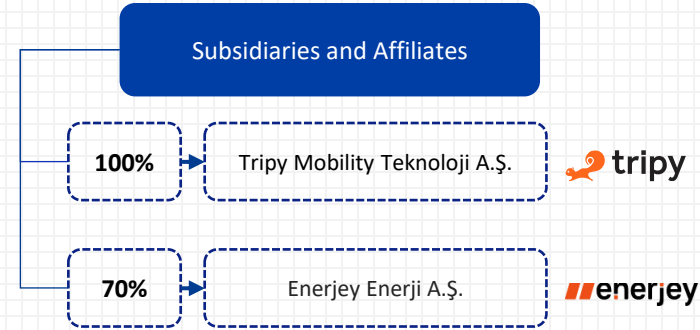 Subsidiaries and Affiliates
100%
Tripy Mobility Teknoloji A.Ş.
tripy
70%
Enerjey Enerji A.Ş.
enerjey